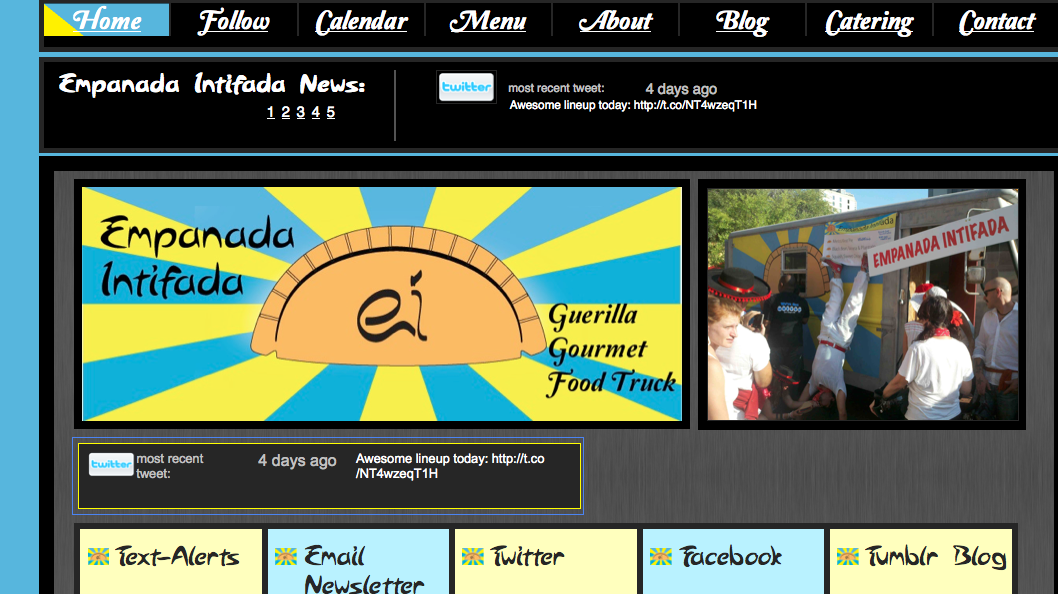 Home Follow Calendar Menu About Blog Catering Contact
Empanada Intifada News:
1 2 3 4 5
twitter most recent tweet: 4 days ago
Awesome lineup today: http://t.co/NT4wzeqT1H
Empanada
Intifada
ei
Guerilla
Gourmet
Food Truck
EMPANADA INTIFADA
twitter most recent tweet: 4 days ago Awesome lineup today: http://t.co
/NT4wzeqT1H
Text-Alerts
Email
Newsletter
Twitter
Facebook
Tumblr Blog